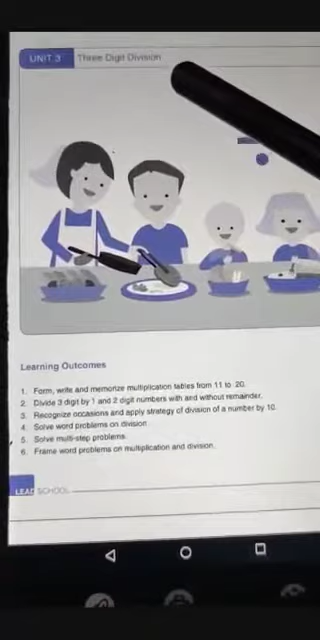 UNIT 3
Three Digit Division
Learning Outcomes
1. Form, write and memorize multiplication tables from 11 to 20.
2. Divide 3 digit by 1 and 2 digit numbers with and without remainder.
3. Recognize occasions and apply strategy of division of a number by 10.
4. Solve word problems on division
5. Solve multi-step problems.
6. Frame word problems on multiplication and division.
LEAD SCHOOL